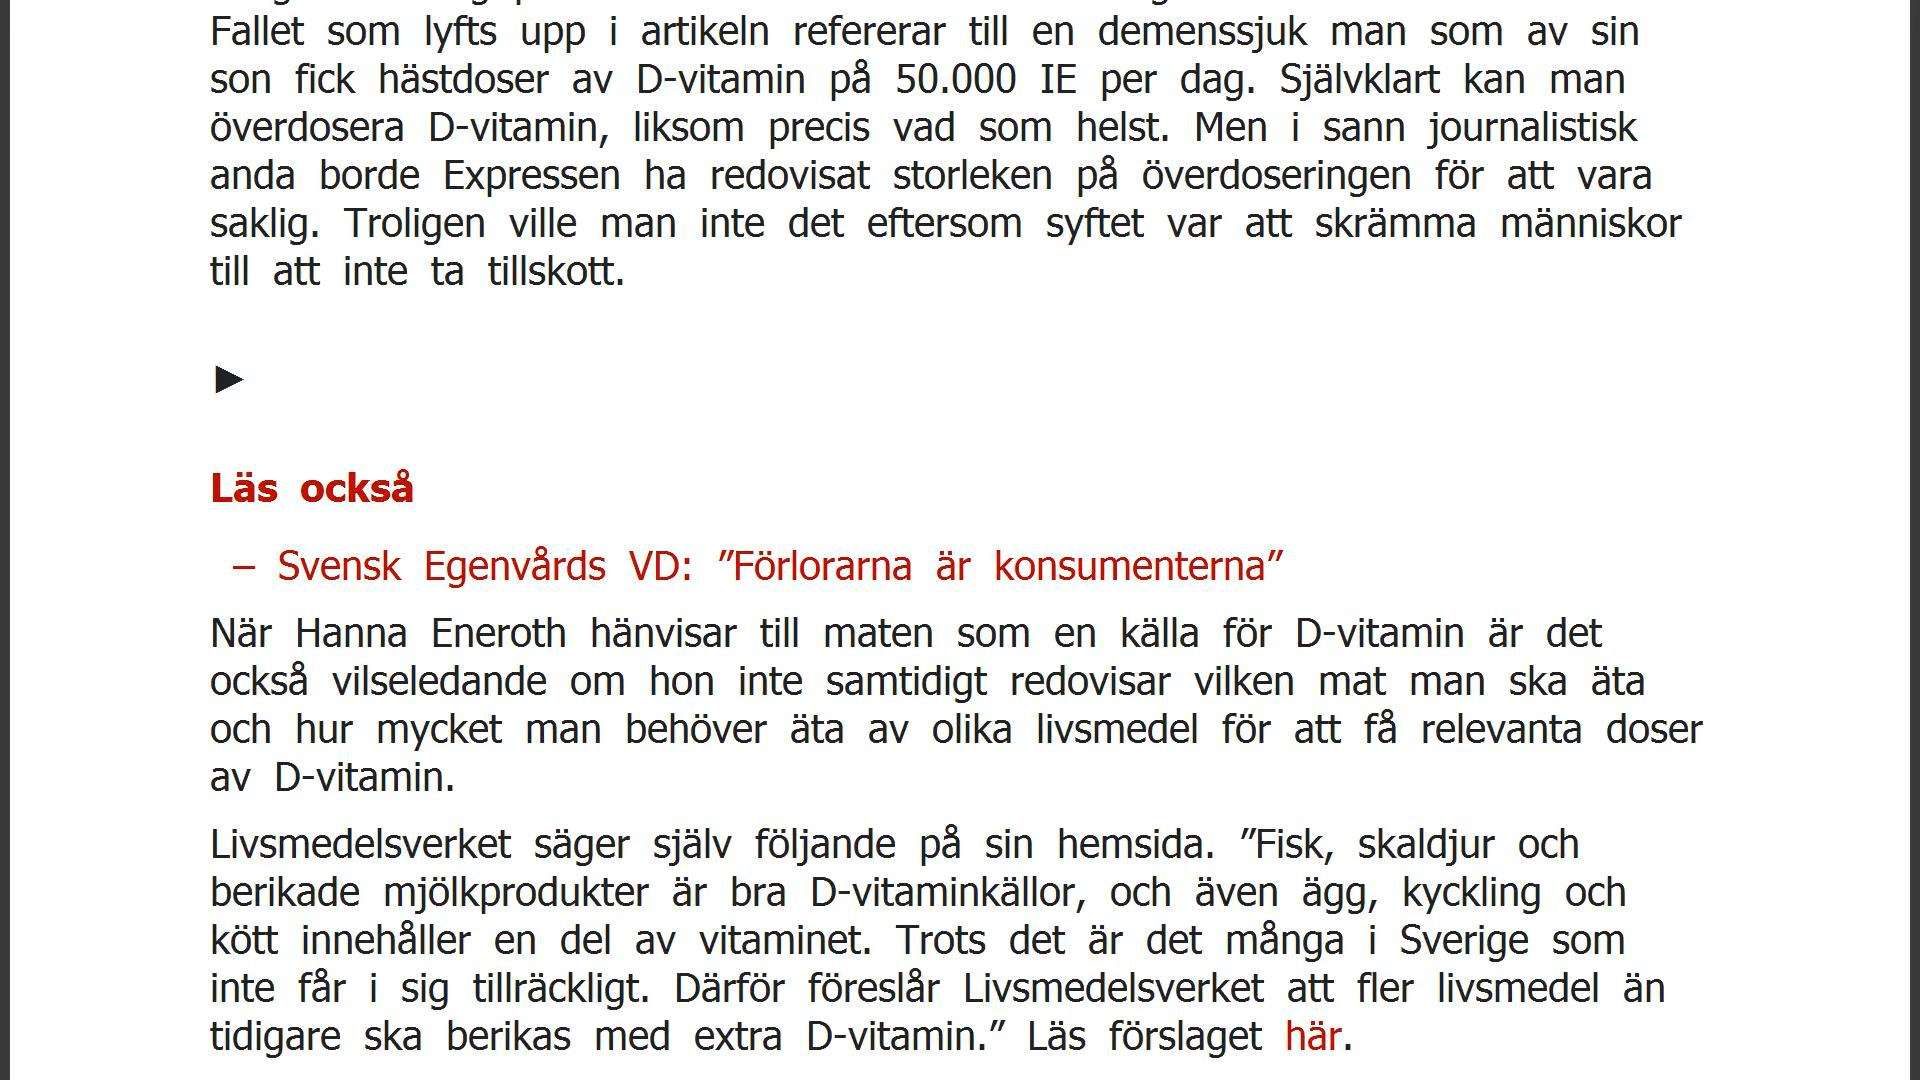 Fallet som lyfts upp i artikeln refererar till en demenssjuk man som av sin
son fick hästdoser av D-vitamin på 50.000 IE per dag. Självklart kan man
överdosera D-vitamin, liksom precis vad som helst. Men i sann journalistisk
anda borde Expressen ha redovisat storleken på överdoseringen för att vara
saklig. Troligen ville man inte det eftersom syftet var att skrämma människor
till att inte ta tillskott.
►
Läs också
– Svensk Egenvårds VD: ”Förlorarna är konsumenterna”
När Hanna Eneroth hänvisar till maten som en källa för D-vitamin är det
också vilseledande om hon inte samtidigt redovisar vilken mat man ska äta
och hur mycket man behöver äta av olika livsmedel för att få relevanta doser
av D-vitamin.
Livsmedelsverket säger själv följande på sin hemsida. ”Fisk, skaldjur och
berikade mjölkprodukter är bra D-vitaminkällor, och även ägg, kyckling och
kött innehåller en del av vitaminet. Trots det är det många i Sverige som
inte får i sig tillräckligt. Därför föreslår Livsmedelsverket att fler livsmedel än
tidigare ska berikas med extra D-vitamin.” Läs förslaget här.